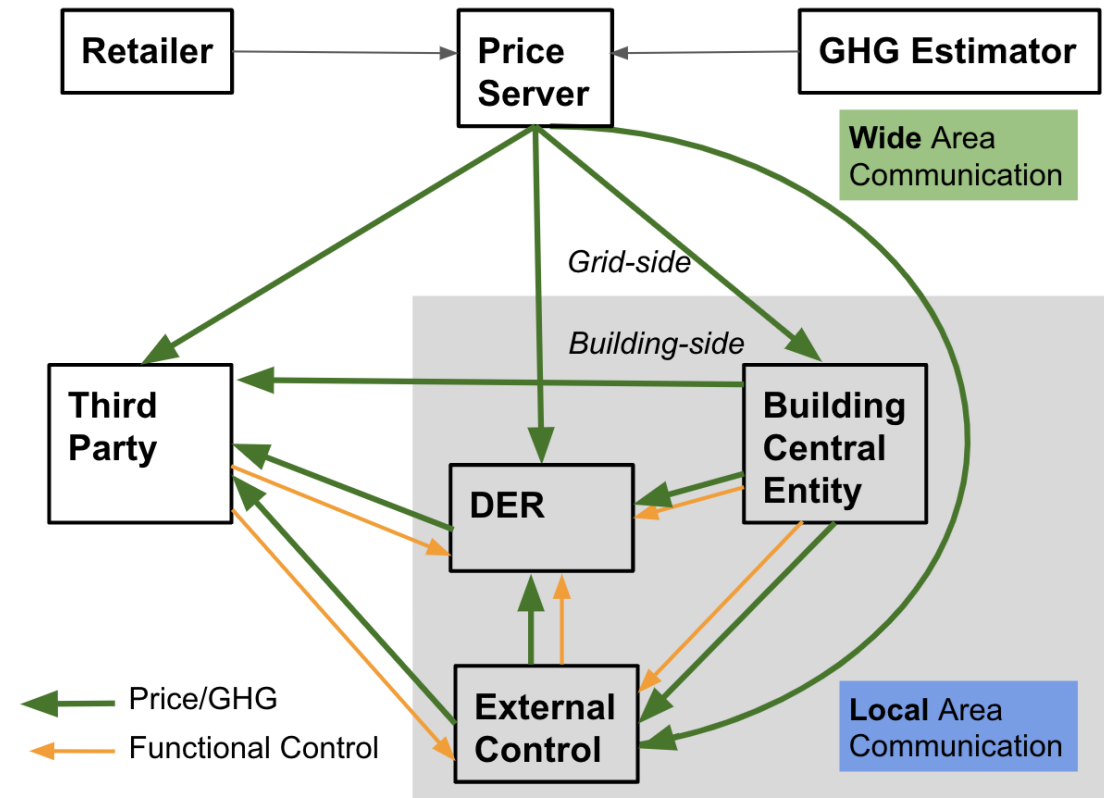 Retailer
Price
Server
GHG Estimator
Wide Area
Communication
Grid-side
Building-side
Third
Party
Building
Central
Entity
DER
External
Control
Price/GHG
Functional Control
Local Area
Communication